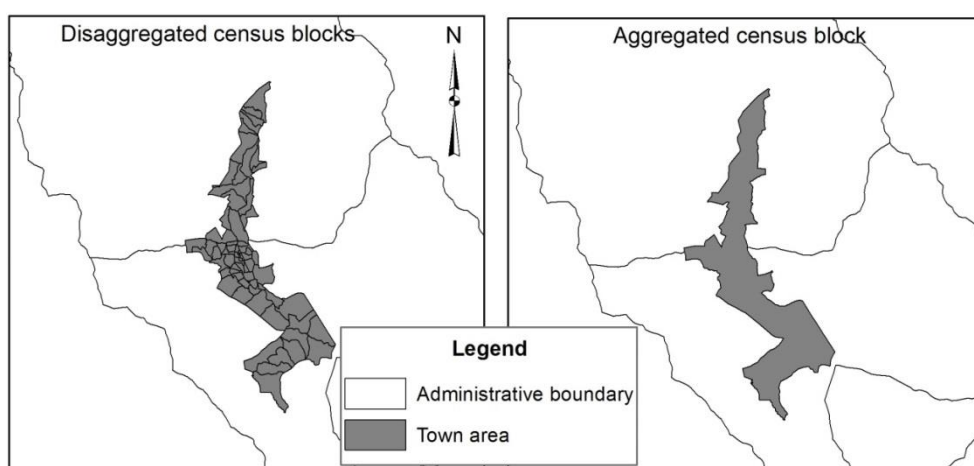 Disaggregated census blocks
N
Aggregated census block
Legend
Administrative boundary
Town area